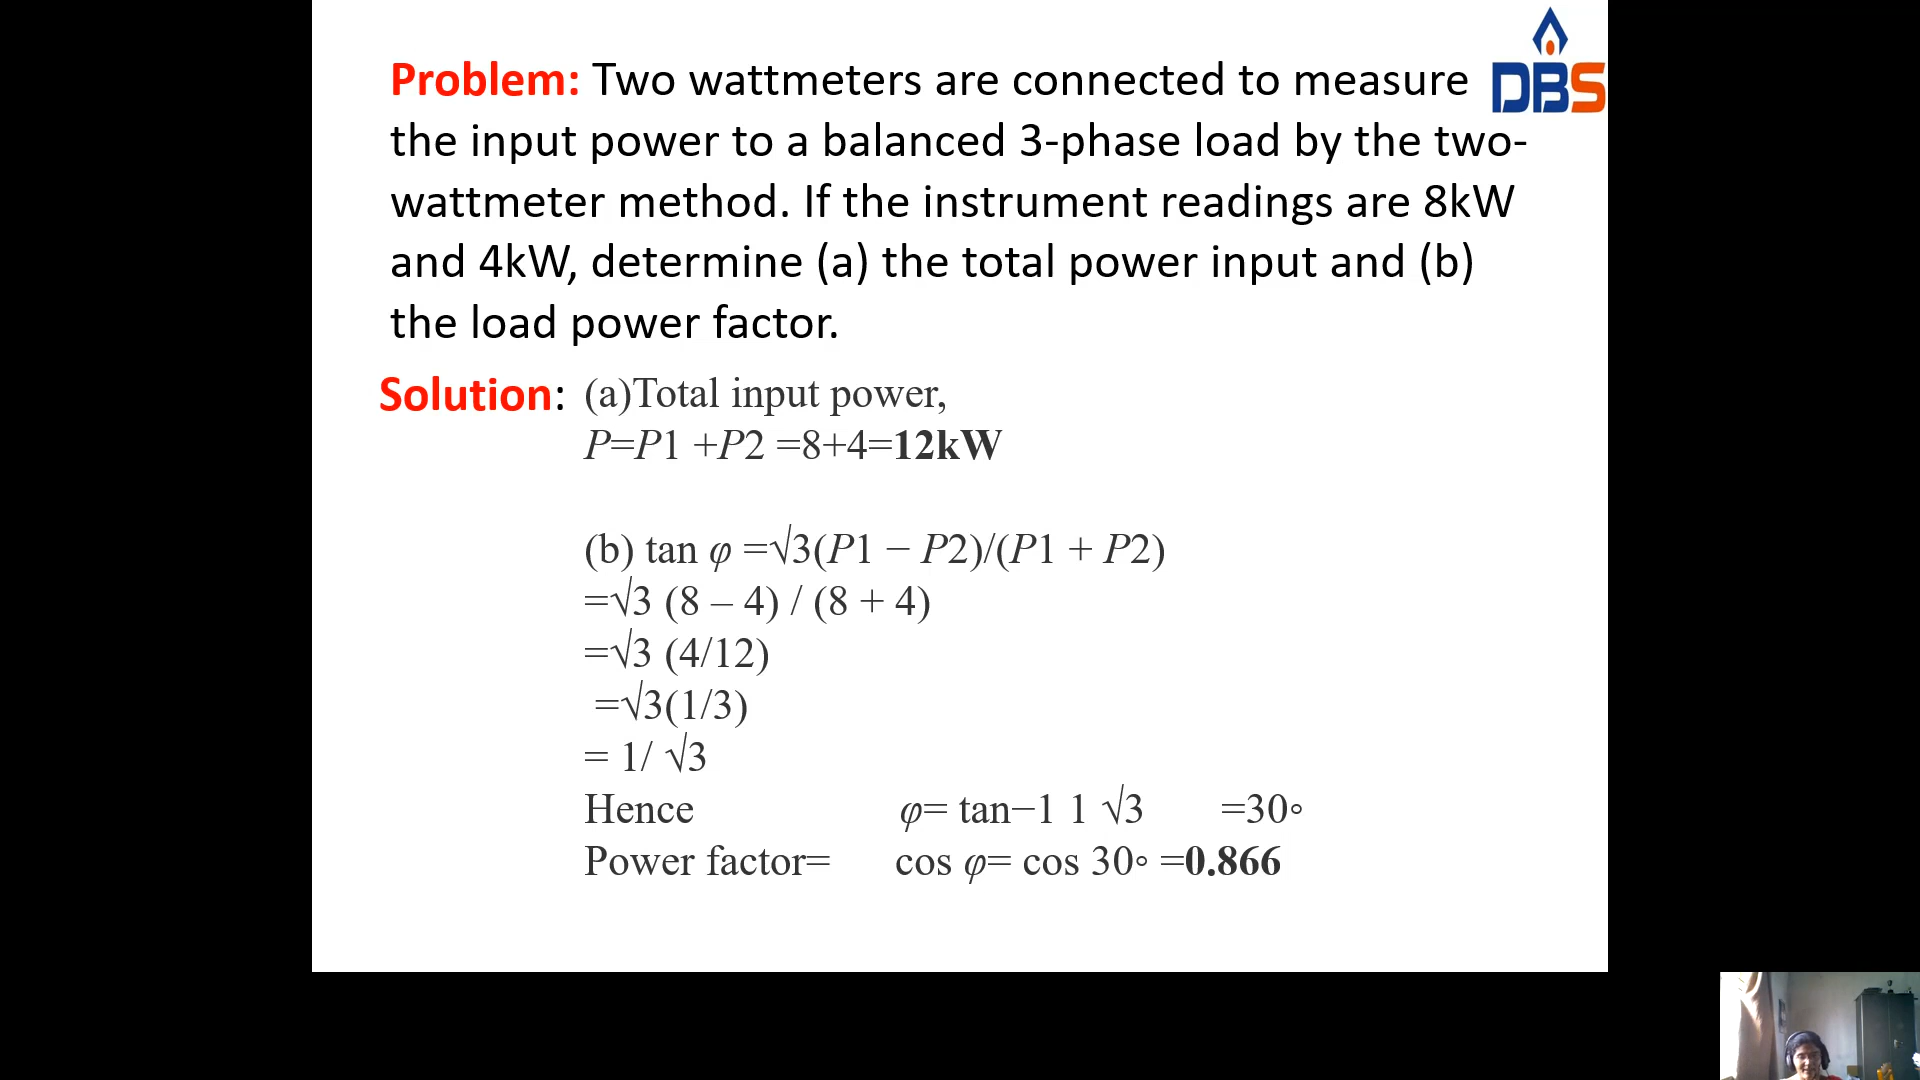 Problem: Two wattmeters are connected to measure
the input power to a balanced 3-phase load by the two-
wattmeter method. If the instrument readings are 8kW
and 4kW, determine (a) the total power input and (b)
the load power factor.
DBS
Solution: (a)Total input power,
P=P1 +P2 =8+4=12kW
(b) tan φ =√3(P1 − P2)/(P1 + P2)
=√3 (8 – 4) / (8 + 4)
=√3 (4/12)
=√3(1/3)
= 1/ √3
Hence φ= tan−1 1 √3 =30∘
Power factor= cos φ= cos 30∘ =0.866